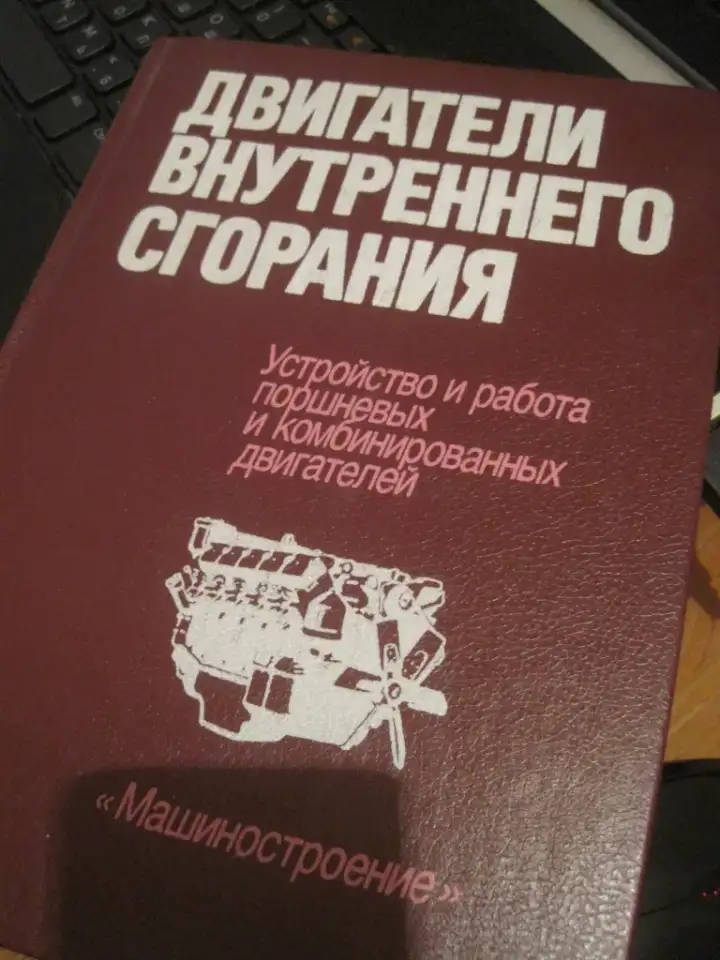 ДВИГАТЕЛИ
ВНУТРЕННЕГО
СГОРАНИЯ
Устройство и работа
поршневых
и комбинированных
двигателей
«Машиностроение»